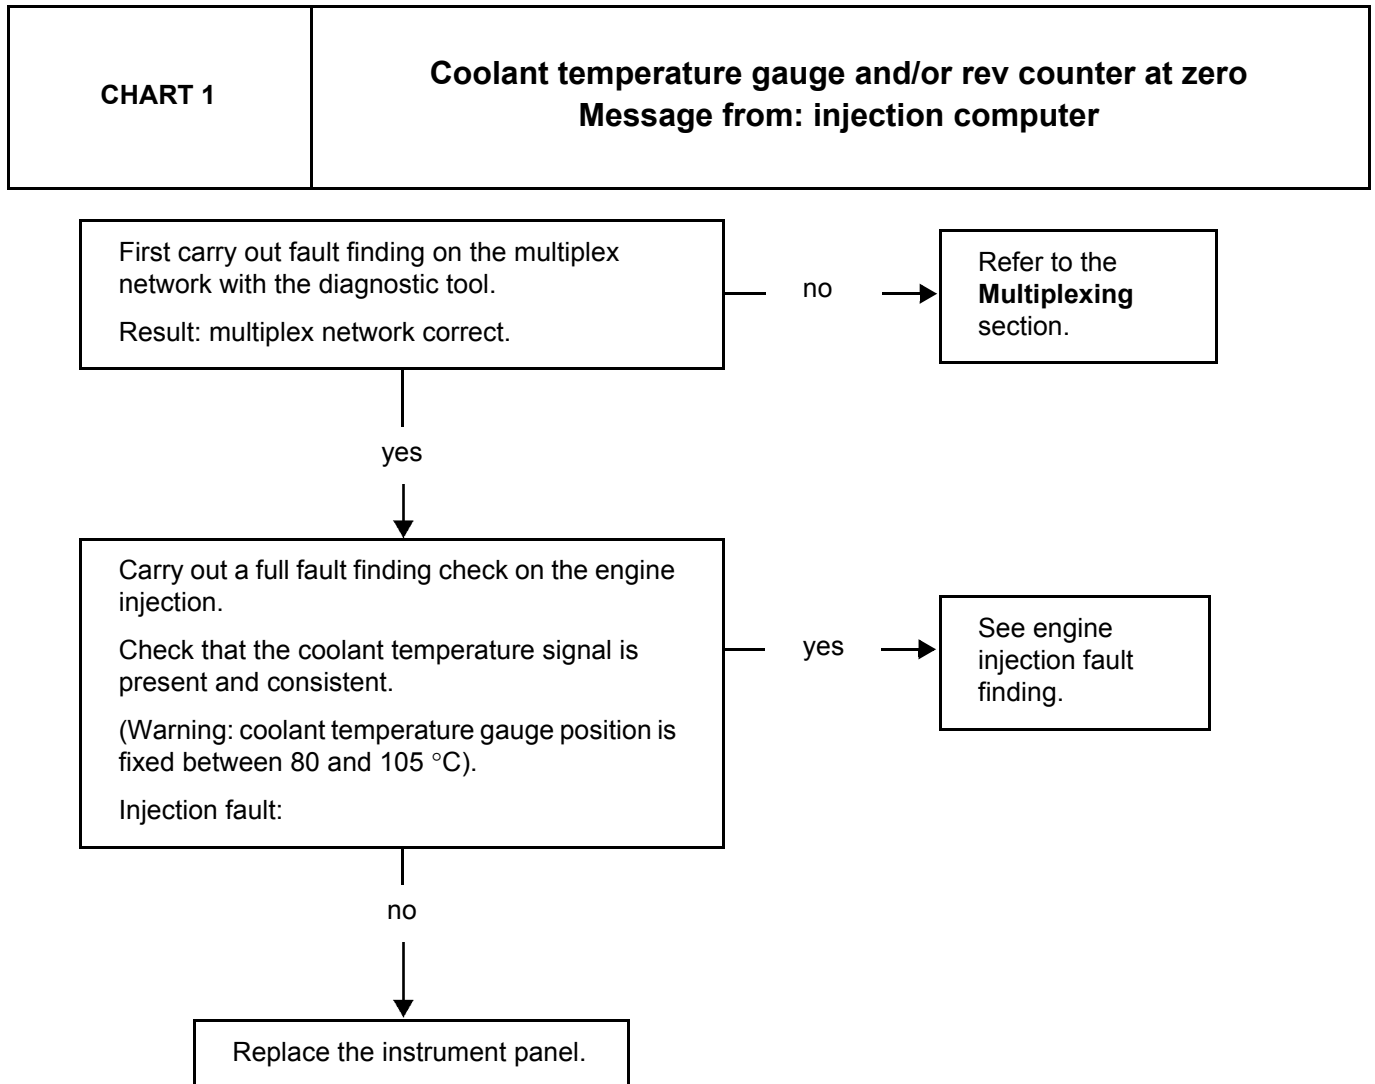 CHART 1
Coolant temperature gauge and/or rev counter at zero
Message from: injection computer
First carry out fault finding on the multiplex
network with the diagnostic tool.
Result: multiplex network correct.
no
Refer to the
Multiplexing
section.
yes
Carry out a full fault finding check on the engine
injection.
Check that the coolant temperature signal is
present and consistent.
(Warning: coolant temperature gauge position is
fixed between 80 and 105 °C).
Injection fault:
yes
See engine
injection fault
finding.
no
Replace the instrument panel.